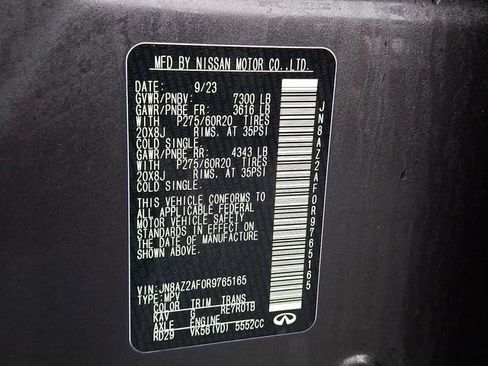 MFD BY NISSAN MOTOR CO.,LTD.
DATE: 9/23
GVWR/PNBV: 7300 LB
GAWR/PNBE FR: 3616 LB
WITH P275/60R20 TIRES
20X8J RIMS. AT 35PSI
COLD SINGLE.
GAWR/PNBE RR: 4343 LB
WITH P275/60R20 TIRES
20X8J RIMS. AT 35PSI
COLD SINGLE.
THIS VEHICLE CONFORMS TO
ALL APPLICABLE FEDERAL
MOTOR VEHICLE SAFETY
STANDARDS IN EFFECT ON
THE DATE OF MANUFACTURE
SHOWN ABOVE.
VIN:JN8AZ2AF0R9765165
TYPE:MPV
COLOR TRIM TRANS
KAV G RE7R01B
AXLE ENGINE
RD29 VK56(VD) 5552CC
JN8AZ2AF0R9765165